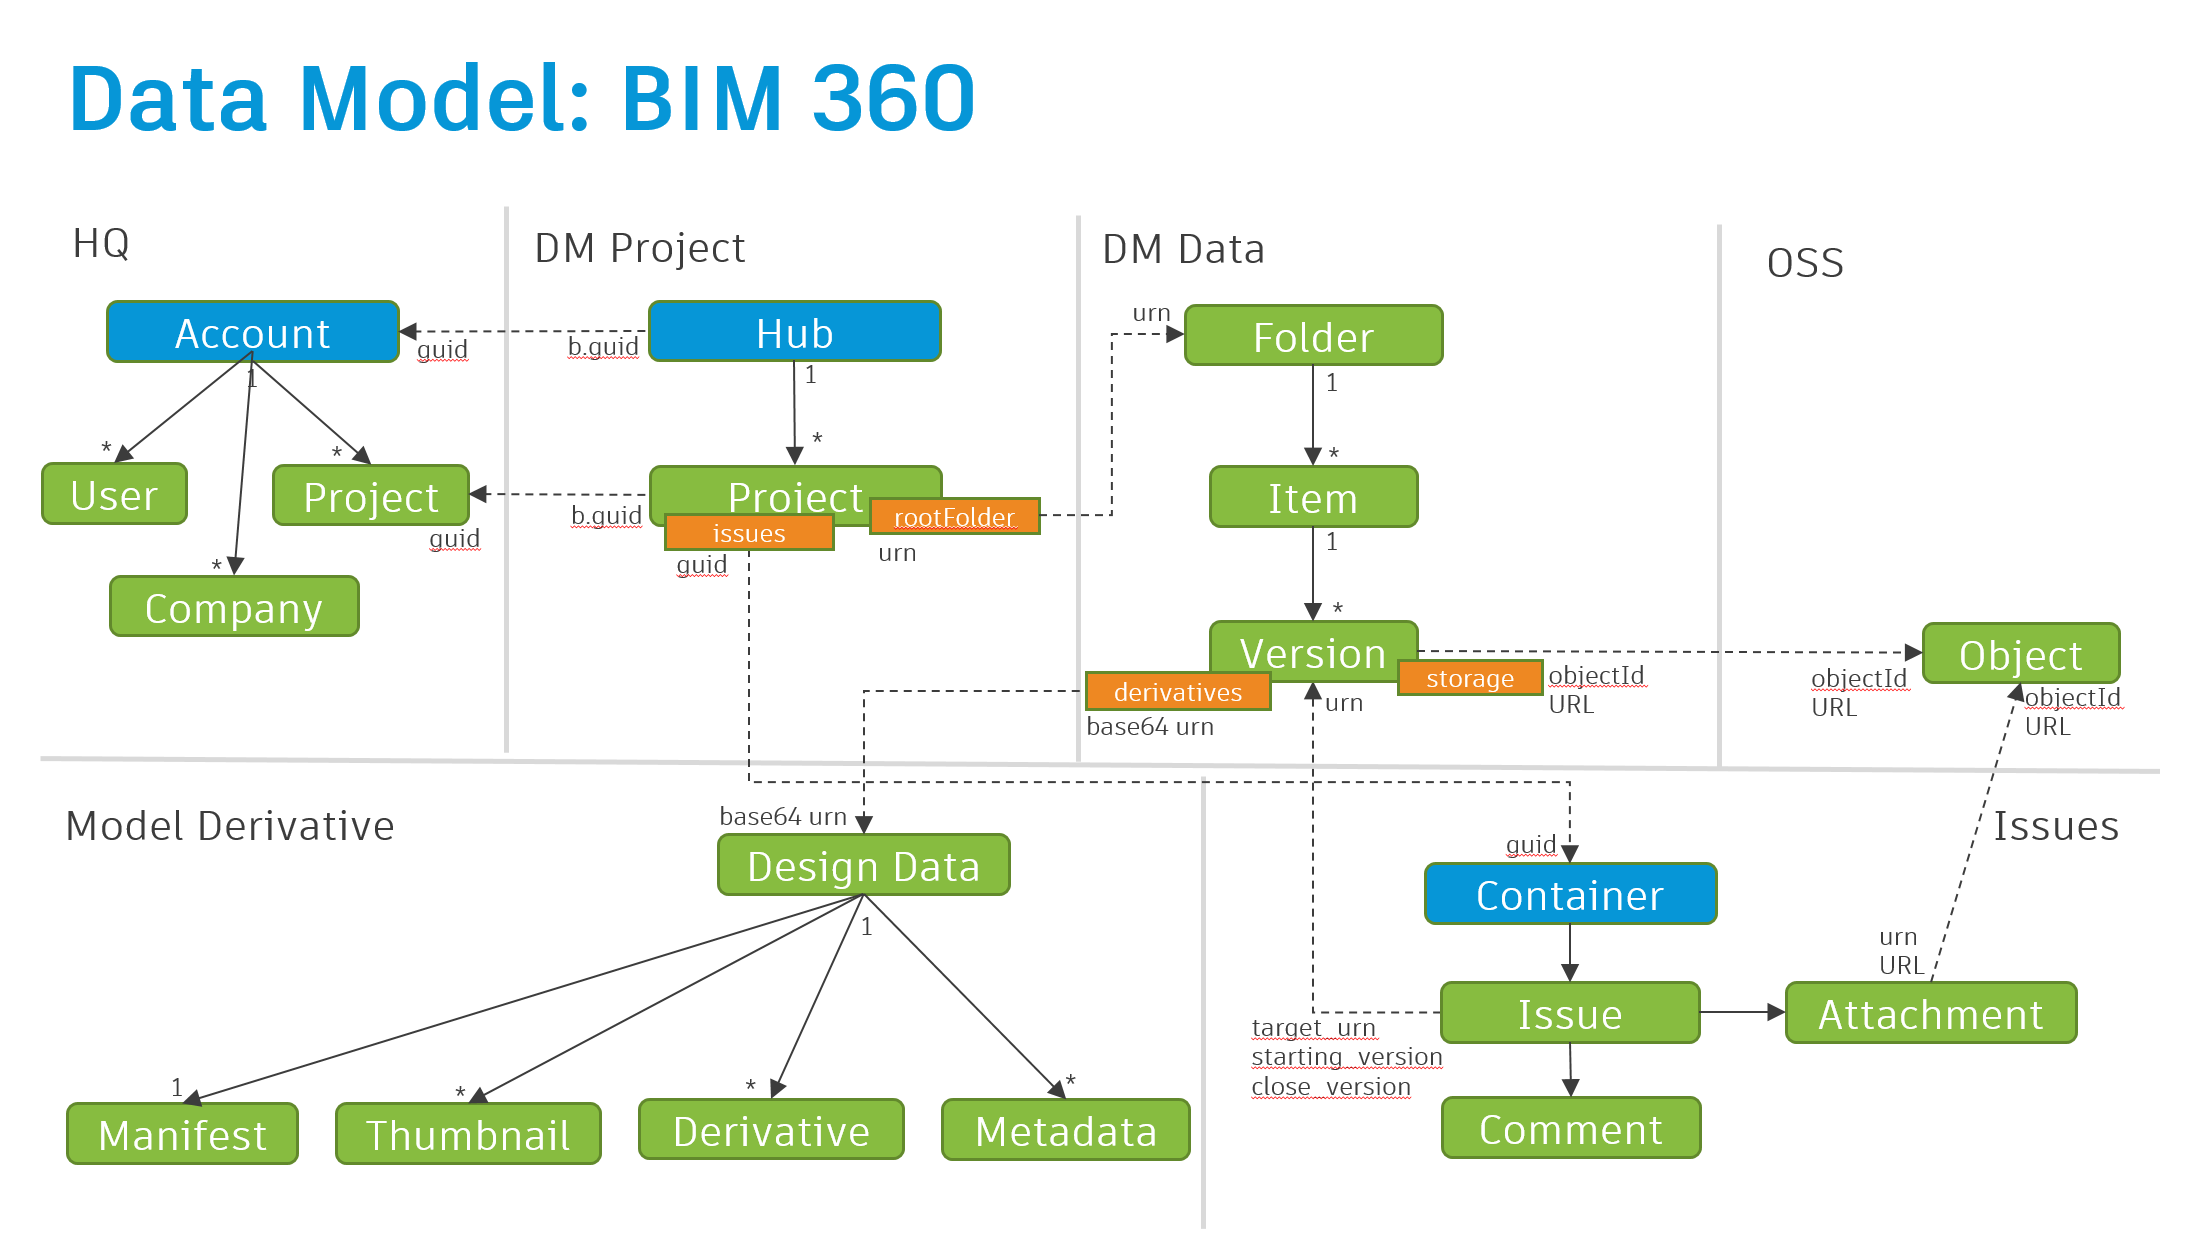 Data Model: BIM 360
HQ
DM Project
DM Data
OSS
Account
guid
b.guid
Hub
urn
Folder
1
1
1
*
*
*
*
User
Project
guid
b.guid
Project
rootFolder
urn
issues
guid
Item
1
*
Company
*
Version
storage
objectId
URL
derivatives
base64 urn
urn
objectId
URL
Object
objectId
URL
Model Derivative
Issues
base64 urn
Design Data
1
guid
Container
urn
URL
Issue
Attachment
target_urn
starting_version
close_version
Comment
1
*
*
*
Manifest
Thumbnail
Derivative
Metadata